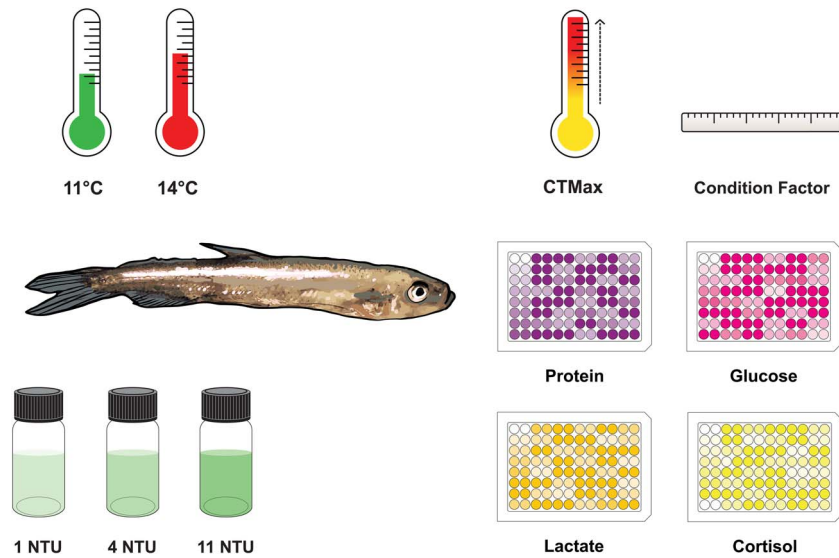 11°C 14°C
CTMax Condition Factor
Protein Glucose
1 NTU 4 NTU 11 NTU
Lactate Cortisol